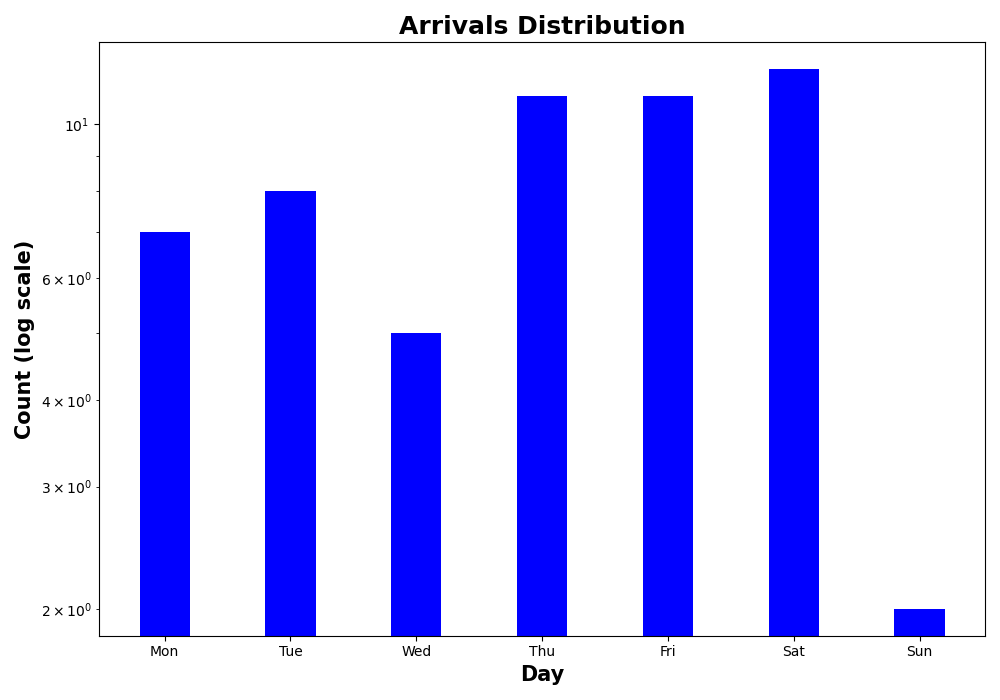 Arrivals Distribution
Count (log scale)
10¹
6 × 10⁰
4 × 10⁰
3 × 10⁰
2 × 10⁰
Mon Tue Wed Thu Fri Sat Sun
Day